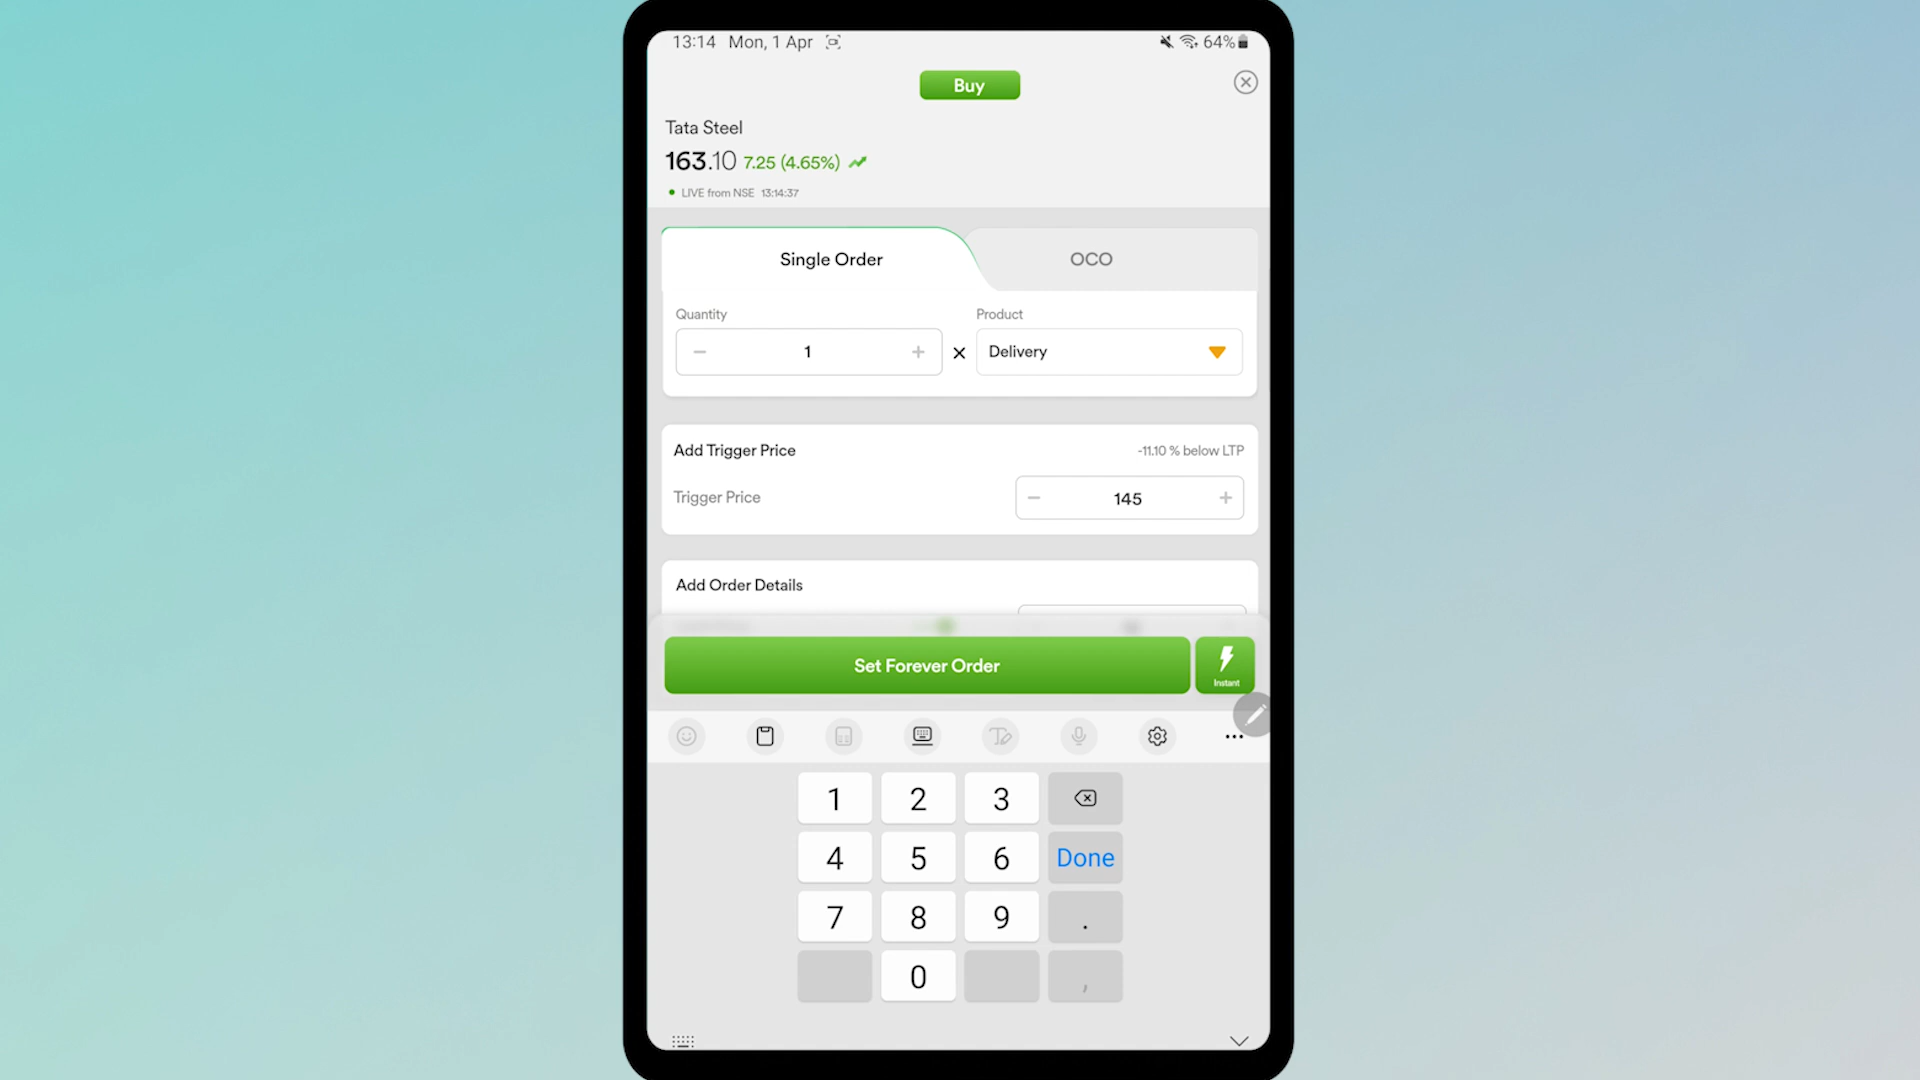 13:14 Mon, 1 Apr 64%
Buy
Tata Steel
163.10 7.25 (4.65%)
LIVE from NSE 13:14:37
Single Order OCO
Quantity Product
− 1 + × Delivery
Add Trigger Price -11.10 % below LTP
Trigger Price − 145 +
Add Order Details
Set Forever Order
Instant
1 2 3
4 5 6 Done
7 8 9 .
0 ,